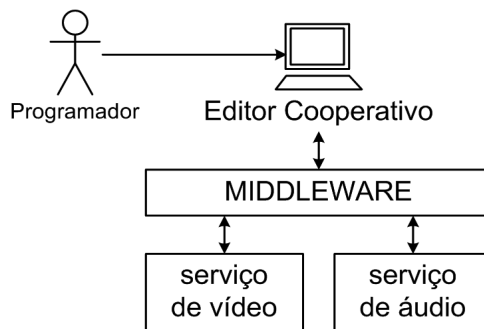 Programador
Editor Cooperativo
MIDDLEWARE
serviço
de vídeo
serviço
de áudio